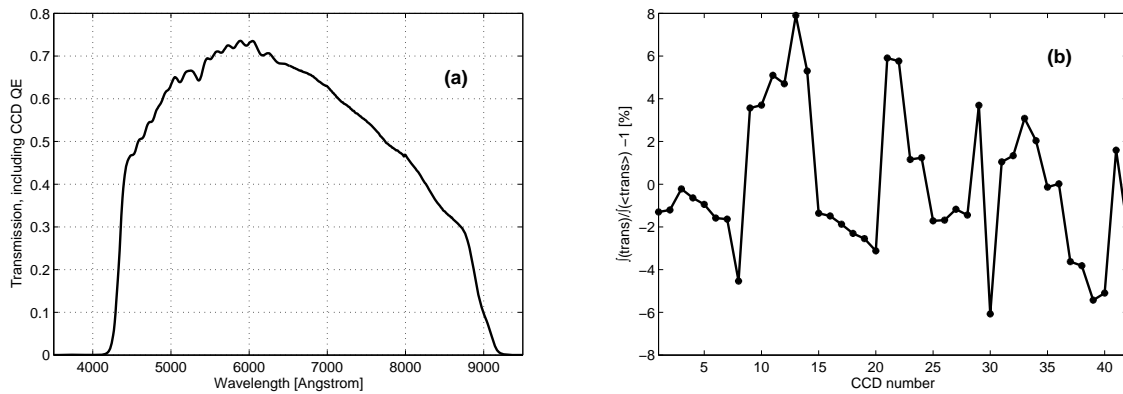 0.8
0.7
0.6
0.5
0.4
0.3
0.2
0.1
0
Transmission, including CCD QE
(a)
4000 5000 6000 7000 8000 9000
Wavelength [Angstrom]
8
6
4
2
0
−2
−4
−6
−8
∫(trans)/∫(<trans>) −1 [%]
(b)
5 10 15 20 25 30 35 40
CCD number